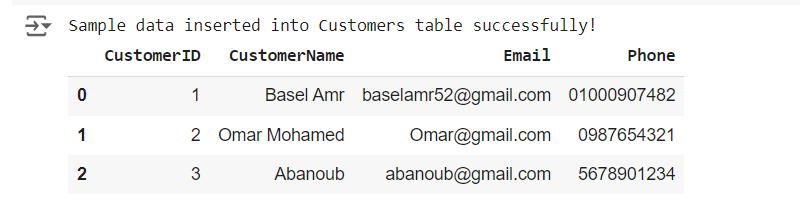 Sample data inserted into Customers table successfully!
CustomerID CustomerName Email Phone
0 1 Basel Amr baselamr52@gmail.com 01000907482
1 2 Omar Mohamed Omar@gmail.com 0987654321
2 3 Abanoub abanoub@gmail.com 5678901234